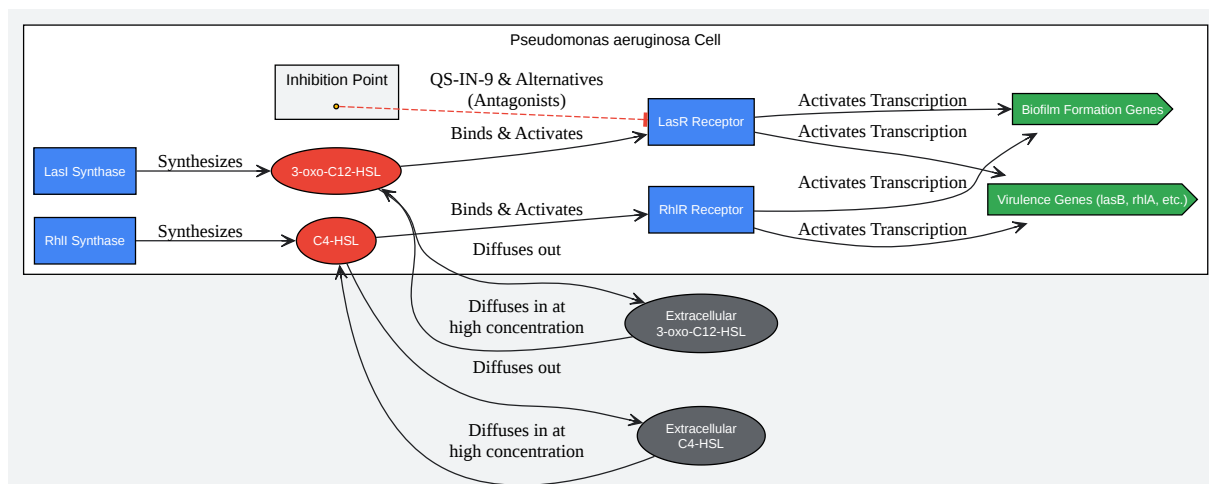 Pseudomonas aeruginosa Cell
Inhibition Point
QS-IN-9 & Alternatives
(Antagonists)
LasR Receptor
Activates Transcription
Biofilm Formation Genes
Activates Transcription
Binds & Activates
LasI Synthase
Synthesizes
3-oxo-C12-HSL
Activates Transcription
Virulence Genes (lasB, rhlA, etc.)
RhlI Synthase
Synthesizes
C4-HSL
Binds & Activates
RhlR Receptor
Activates Transcription
Diffuses out
Diffuses in at
high concentration
Extracellular
3-oxo-C12-HSL
Diffuses out
Diffuses in at
high concentration
Extracellular
C4-HSL